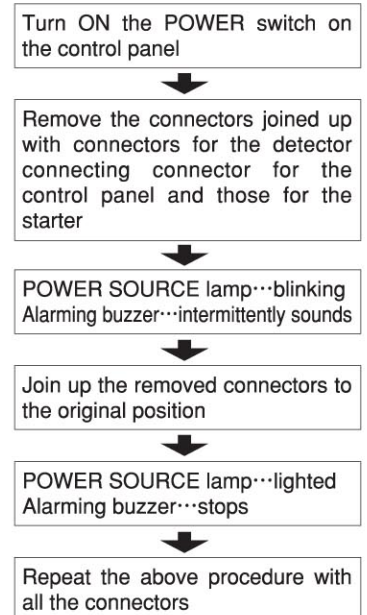 Turn ON the POWER switch on
the control panel
Remove the connectors joined up
with connectors for the detector
connecting connector for the
control panel and those for the
starter
POWER SOURCE lamp···blinking
Alarming buzzer···intermittently sounds
Join up the removed connectors to
the original position
POWER SOURCE lamp···lighted
Alarming buzzer···stops
Repeat the above procedure with
all the connectors